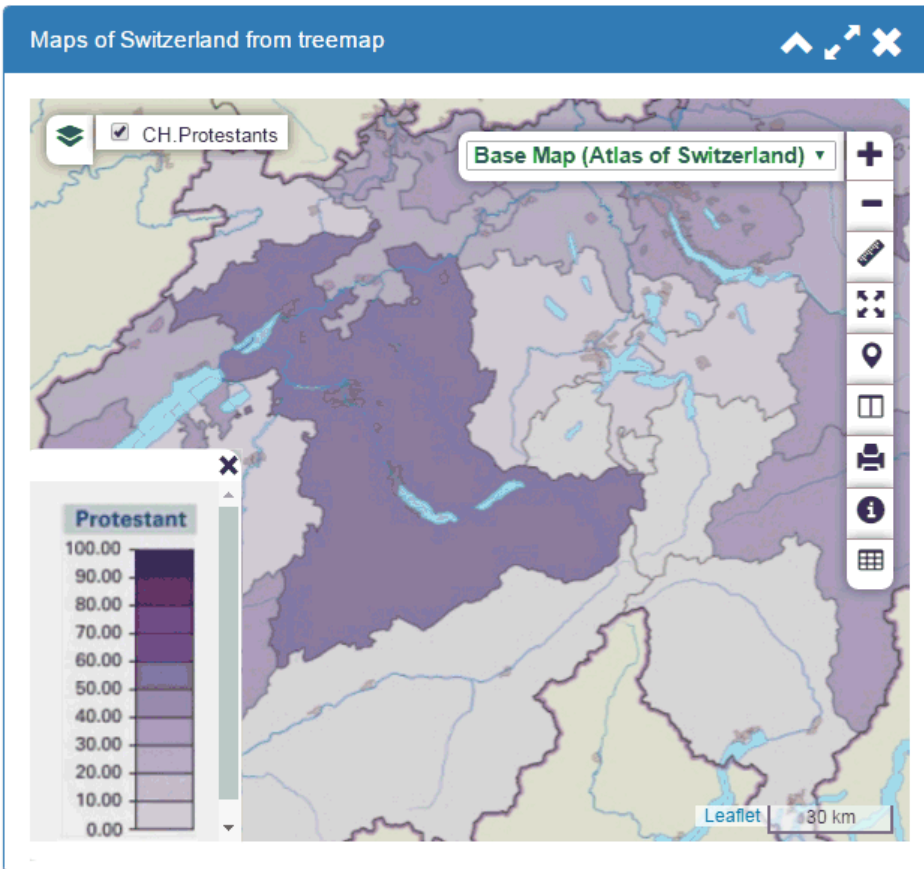 Maps of Switzerland from treemap
CH.Protestants
Base Map (Atlas of Switzerland)
Protestant
100.00
90.00
80.00
70.00
60.00
50.00
40.00
30.00
20.00
10.00
0.00
Leaflet
30 km